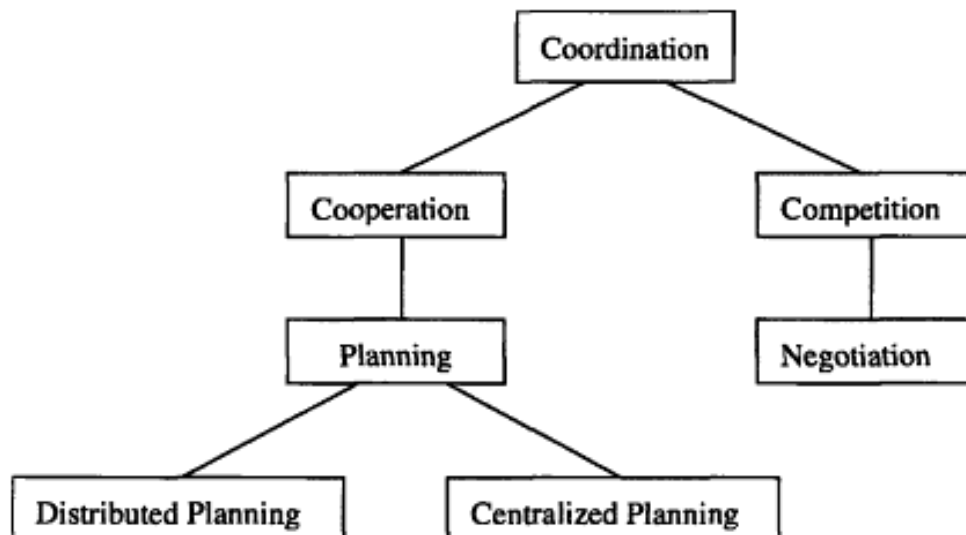 Coordination
Cooperation
Competition
Planning
Negotiation
Distributed Planning
Centralized Planning